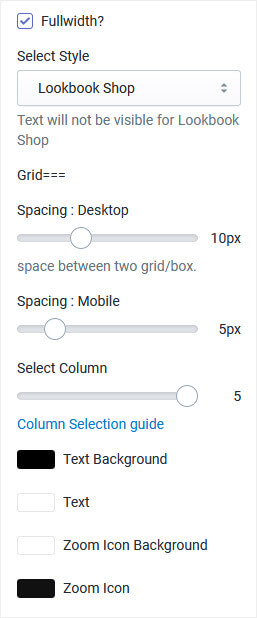 Fullwidth?
Select Style
Lookbook Shop
Text will not be visible for Lookbook
Shop
Grid===
Spacing : Desktop
10px
space between two grid/box.
Spacing : Mobile
5px
Select Column
5
Column Selection guide
Text Background
Text
Zoom Icon Background
Zoom Icon